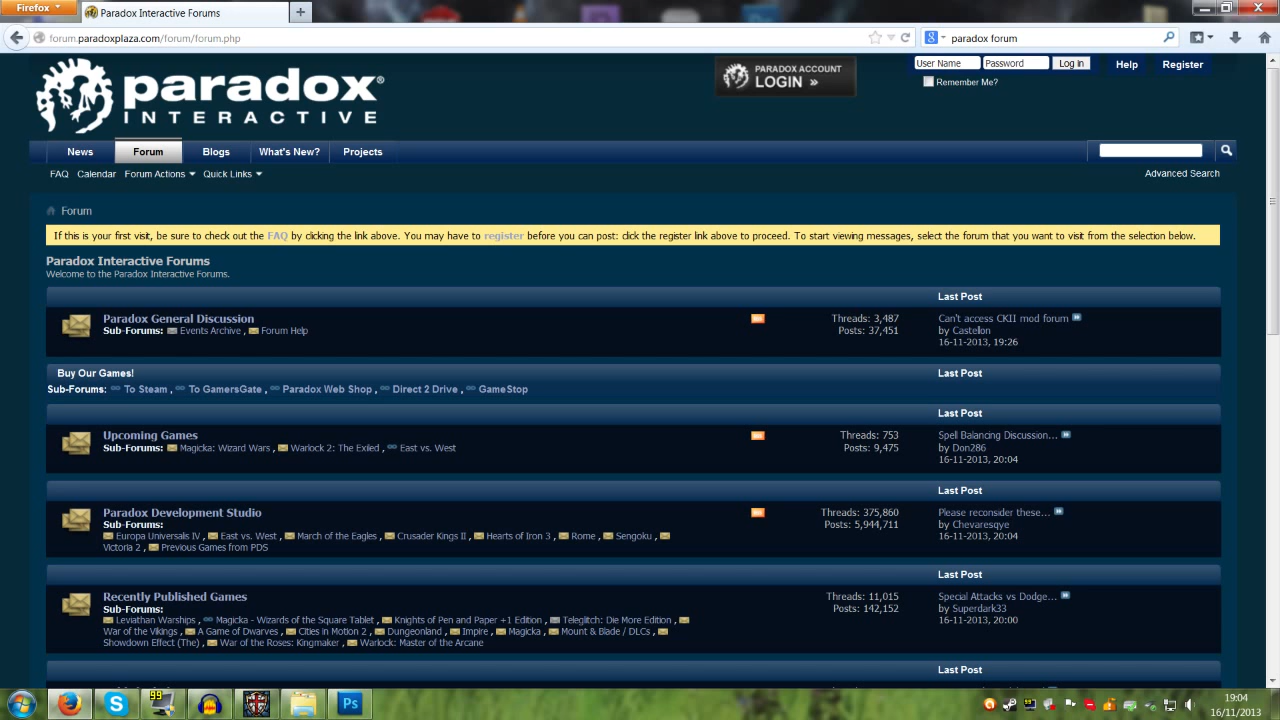 Firefox
Paradox Interactive Forums
forum.paradoxplaza.com/forum/forum.php
paradox forum
paradox®
INTERACTIVE
PARADOX ACCOUNT
LOGIN »
User Name
Password
Log in
Help
Register
Remember Me?
News
Forum
Blogs
What's New?
Projects
FAQ
Calendar
Forum Actions
Quick Links
Advanced Search
Forum
If this is your first visit, be sure to check out the FAQ by clicking the link above. You may have to register before you can post: click the register link above to proceed. To start viewing messages, select the forum that you want to visit from the selection below.
Paradox Interactive Forums
Welcome to the Paradox Interactive Forums.
Last Post
Paradox General Discussion
Sub-Forums: Events Archive , Forum Help
Threads: 3,487
Posts: 37,451
Can't access CKII mod forum
by Castelon
16-11-2013, 19:26
Buy Our Games!
Last Post
Sub-Forums: To Steam , To GamersGate , Paradox Web Shop , Direct 2 Drive , GameStop
Last Post
Upcoming Games
Sub-Forums: Magicka: Wizard Wars , Warlock 2: The Exiled , East vs. West
Threads: 753
Posts: 9,475
Spell Balancing Discussion...
by Don286
16-11-2013, 20:04
Last Post
Paradox Development Studio
Sub-Forums:
Europa Universalis IV , East vs. West , March of the Eagles , Crusader Kings II , Hearts of Iron 3 , Rome , Sengoku ,
Victoria 2 , Previous Games from PDS
Threads: 375,860
Posts: 5,944,711
Please reconsider these...
by Chevaresqye
16-11-2013, 20:04
Last Post
Recently Published Games
Sub-Forums:
Leviathan Warships , Magicka - Wizards of the Square Tablet , Knights of Pen and Paper +1 Edition , Teleglitch: Die More Edition ,
War of the Vikings , A Game of Dwarves , Cities in Motion 2 , Dungeonland , Impire , Magicka , Mount & Blade / DLCs ,
Showdown Effect (The) , War of the Roses: Kingmaker , Warlock: Master of the Arcane
Threads: 11,015
Posts: 142,152
Special Attacks vs Dodge...
by Superdark33
16-11-2013, 20:00
Last Post
99
Ps
19:04
16/11/2013